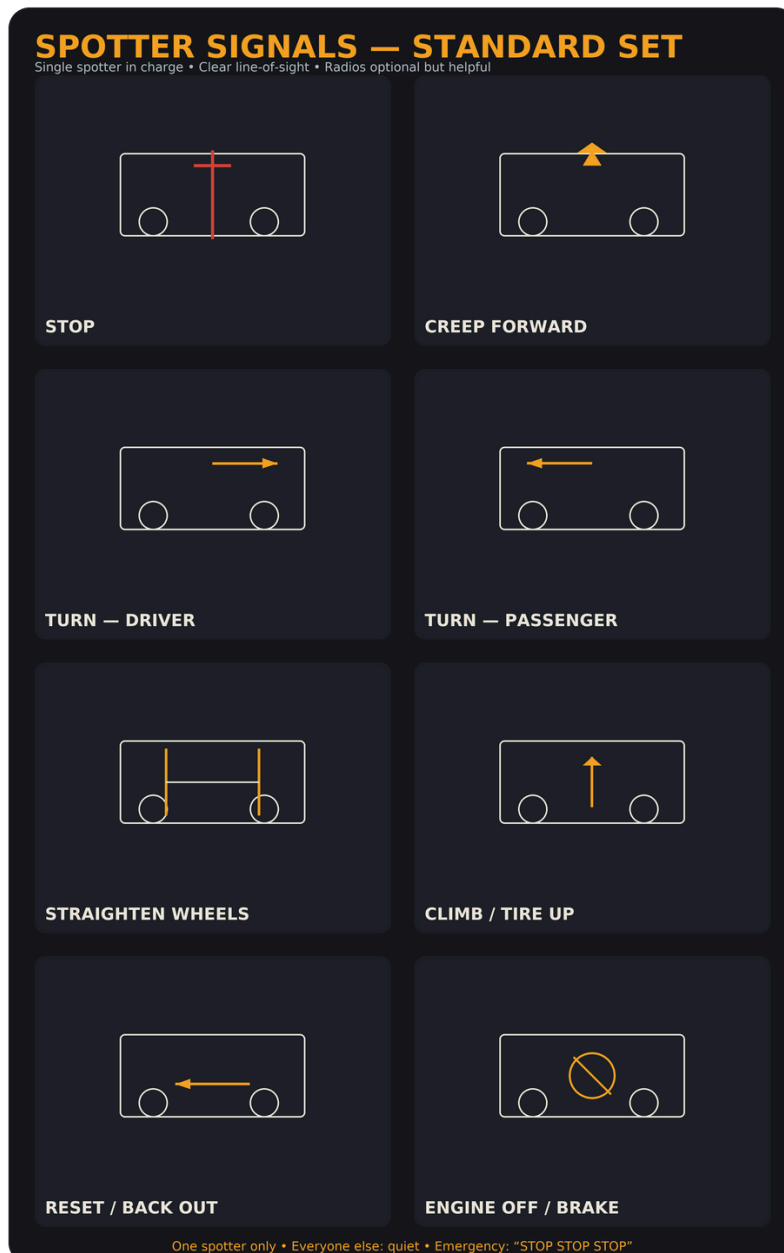 SPOTTER SIGNALS — STANDARD SET
Single spotter in charge • Clear line-of-sight • Radios optional but helpful
STOP
CREEP FORWARD
TURN — DRIVER
TURN — PASSENGER
STRAIGHTEN WHEELS
CLIMB / TIRE UP
RESET / BACK OUT
ENGINE OFF / BRAKE
One spotter only • Everyone else: quiet • Emergency: “STOP STOP STOP”